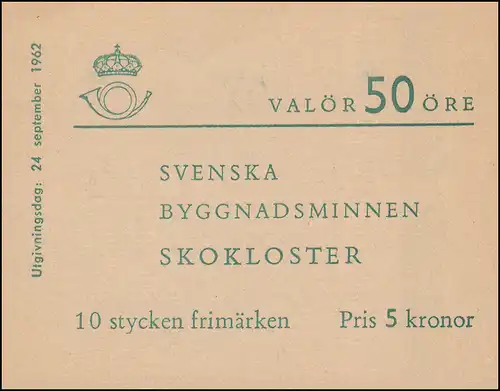 Utgivningsdag: 24 september 1962
VALÖR 50 ÖRE
SVENSKA
BYGGNADSMINNEN
SKOKLOSTER
10 stycken frimärken Pris 5 kronor